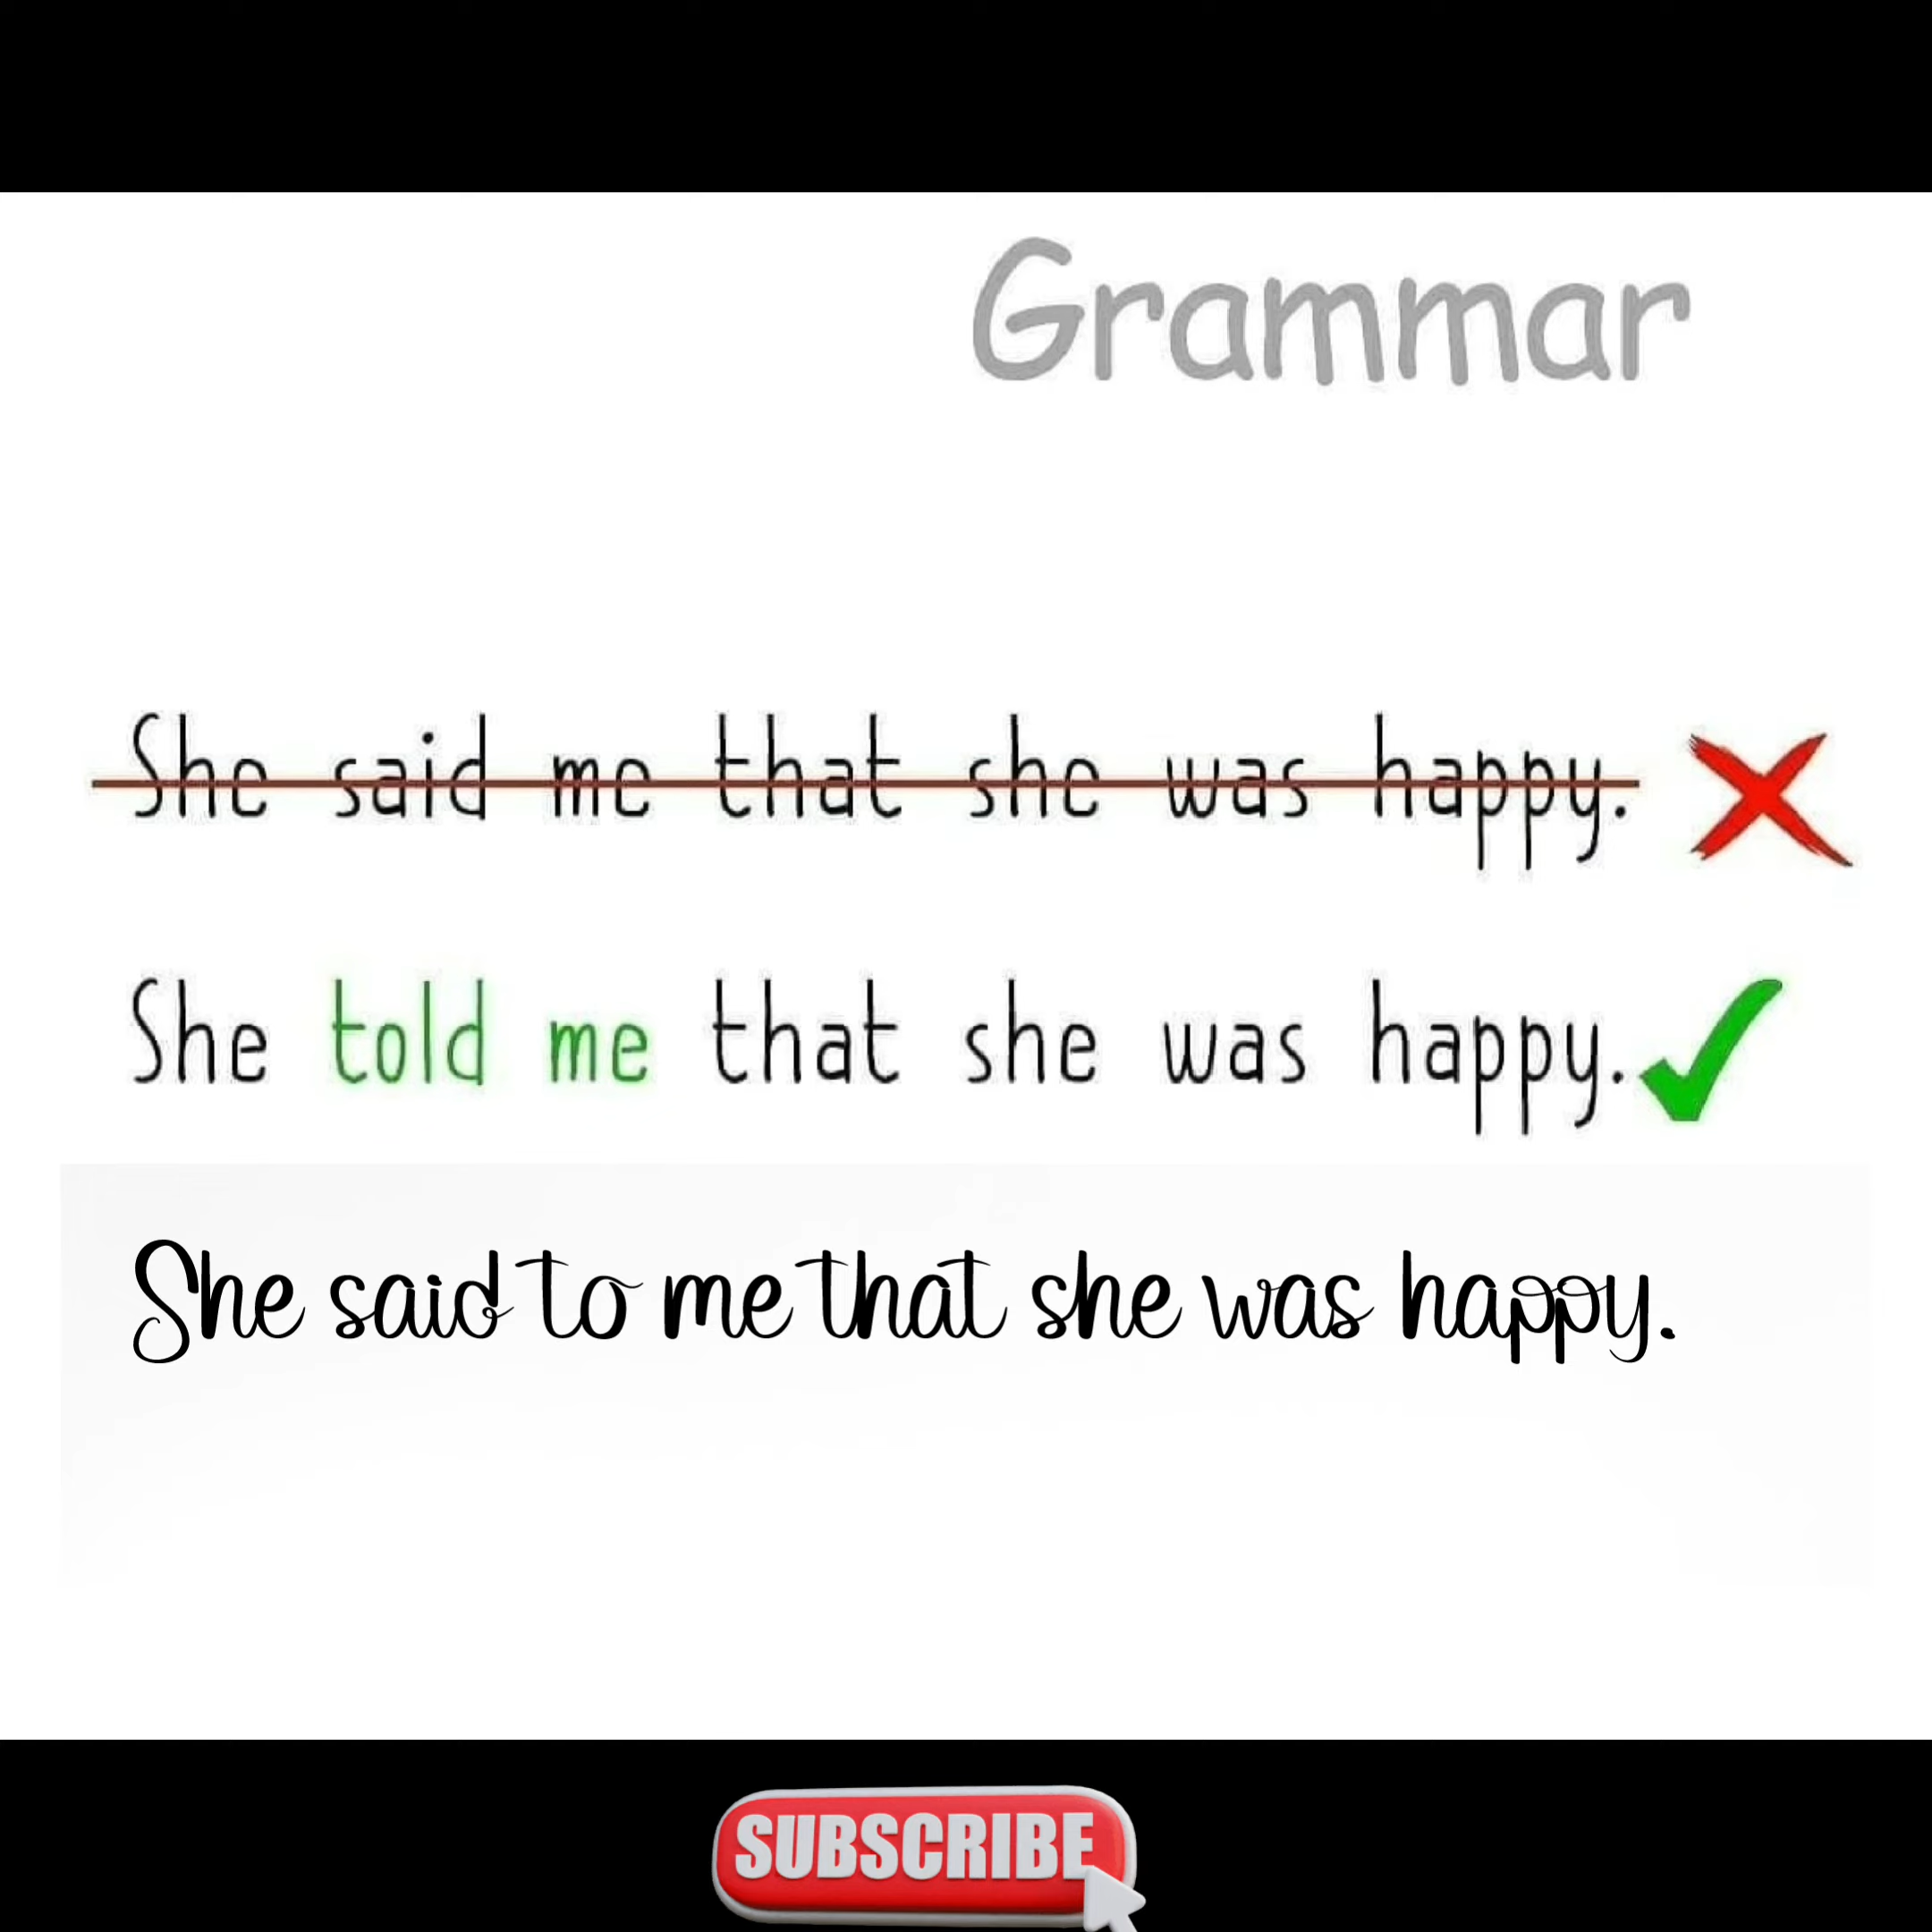 Grammar
She said me that she was happy.
She told me that she was happy.
She said to me that she was happy.
SUBSCRIBE